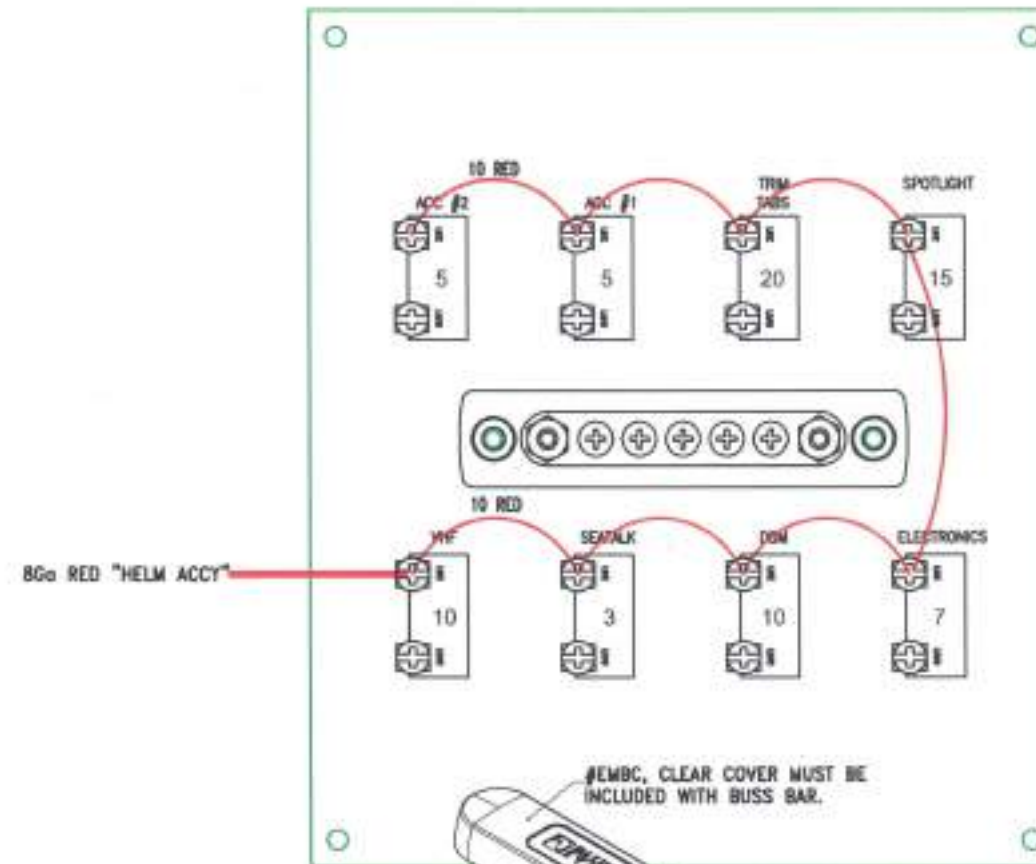 10 RED
ACC #2
ACC #1
TRIM
TABS
SPOTLIGHT
5
5
20
15
10 RED
VHF
SEATALK
ELECTRONICS
8Ga RED "HELM ACCY"
10
3
10
7
#EMBC, CLEAR COVER MUST BE
INCLUDED WITH BUSS BAR.